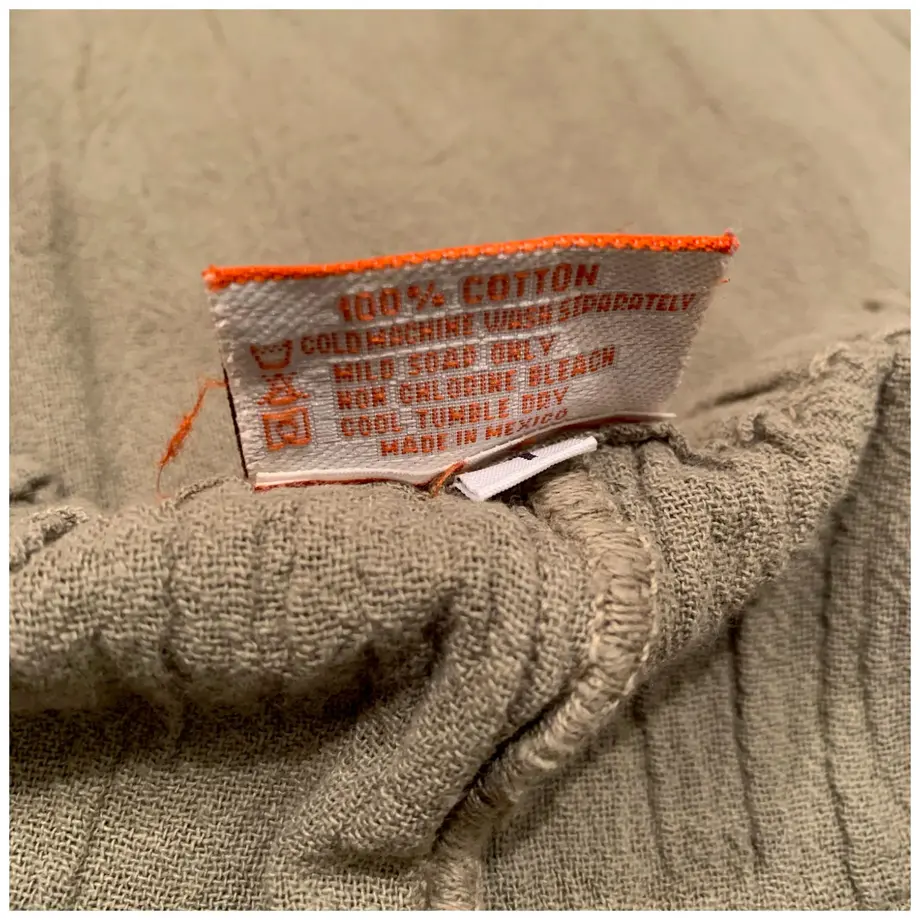 100% COTTON
COLD MACHINE WASH SEPARATELY
MILD SOAP ONLY
NON CHLORINE BLEACH
COOL TUMBLE DRY
MADE IN MEXICO